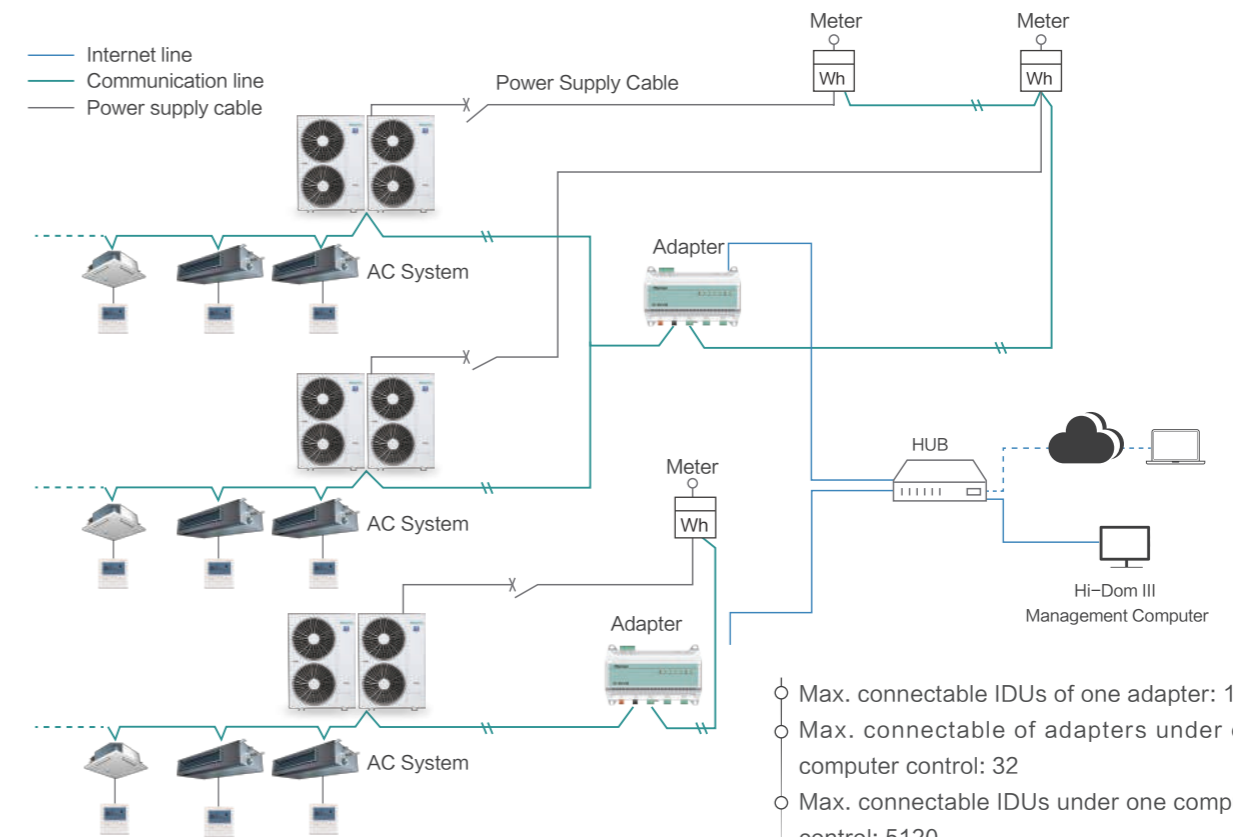 Meter
Meter
Internet line
Communication line
Power supply cable
Power Supply Cable
Wh
Wh
Adapter
AC System
HUB
Meter
Wh
AC System
Hi-Dom III
Management Computer
Adapter
AC System
Max. connectable IDUs of one adapter: 1
Max. connectable of adapters under
computer control: 32
Max. connectable IDUs under one comp
control: 5120